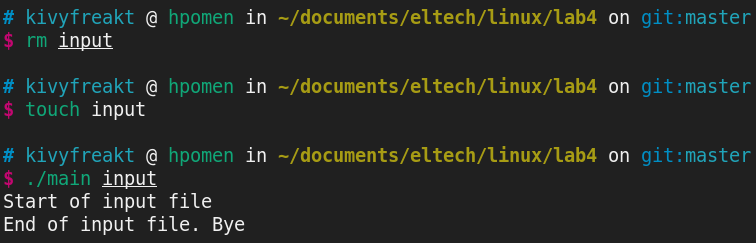 # kivyfreakt @ hpomen in ~/documents/eltech/linux/lab4 on git:master
$ rm input
# kivyfreakt @ hpomen in ~/documents/eltech/linux/lab4 on git:master
$ touch input
# kivyfreakt @ hpomen in ~/documents/eltech/linux/lab4 on git:master
$ ./main input
Start of input file
End of input file. Bye